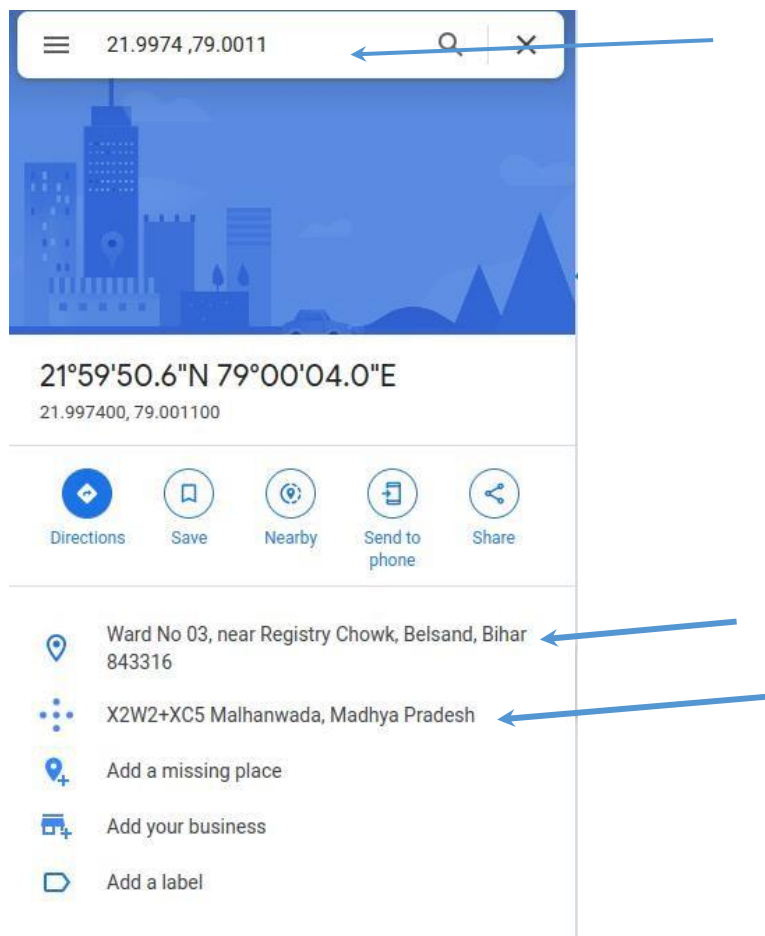 21.9974 ,79.0011
21°59'50.6"N 79°00'04.0"E
21.997400, 79.001100
Directions
Save
Nearby
Send to
phone
Share
Ward No 03, near Registry Chowk, Belsand, Bihar
843316
X2W2+XC5 Malhanwada, Madhya Pradesh
Add a missing place
Add your business
Add a label